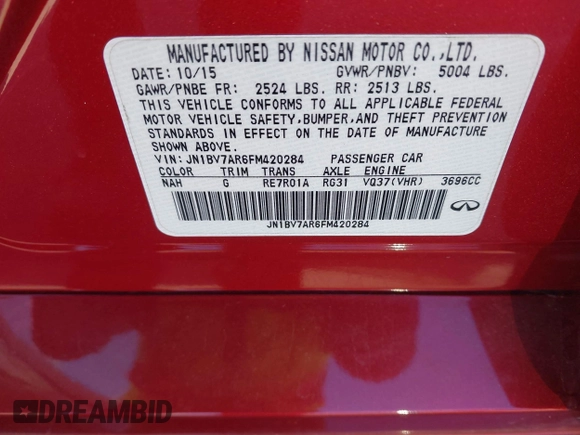 MANUFACTURED BY NISSAN MOTOR CO.,LTD.
DATE: 10/15 GVWR/PNBV: 5004 LBS.
GAWR/PNBE FR: 2524 LBS. RR: 2513 LBS.
THIS VEHICLE CONFORMS TO ALL APPLICABLE FEDERAL
MOTOR VEHICLE SAFETY,BUMPER,AND THEFT PREVENTION
STANDARDS IN EFFECT ON THE DATE OF MANUFACTURE
SHOWN ABOVE.
VIN: JN1BV7AR6FM420284 PASSENGER CAR
COLOR TRIM TRANS AXLE ENGINE
NAH G RE7R01A RG31 VQ37(VHR) 3696CC
JN1BV7AR6FM420284
INFINITI
DREAMBID